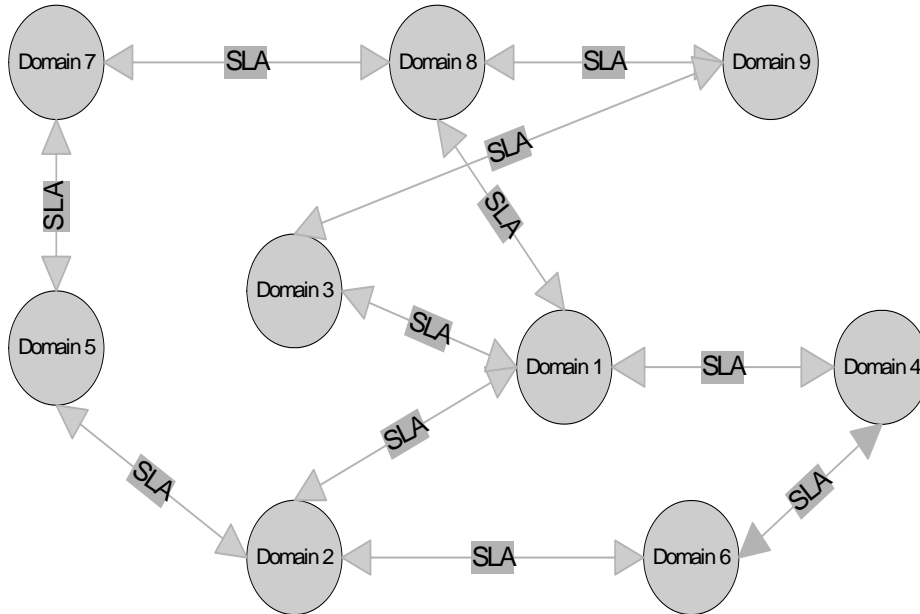 Domain 7
SLA
Domain 8
SLA
Domain 9
SLA
SLA
SLA
Domain 3
SLA
Domain 5
Domain 1
SLA
Domain 4
SLA
SLA
SLA
Domain 2
SLA
Domain 6